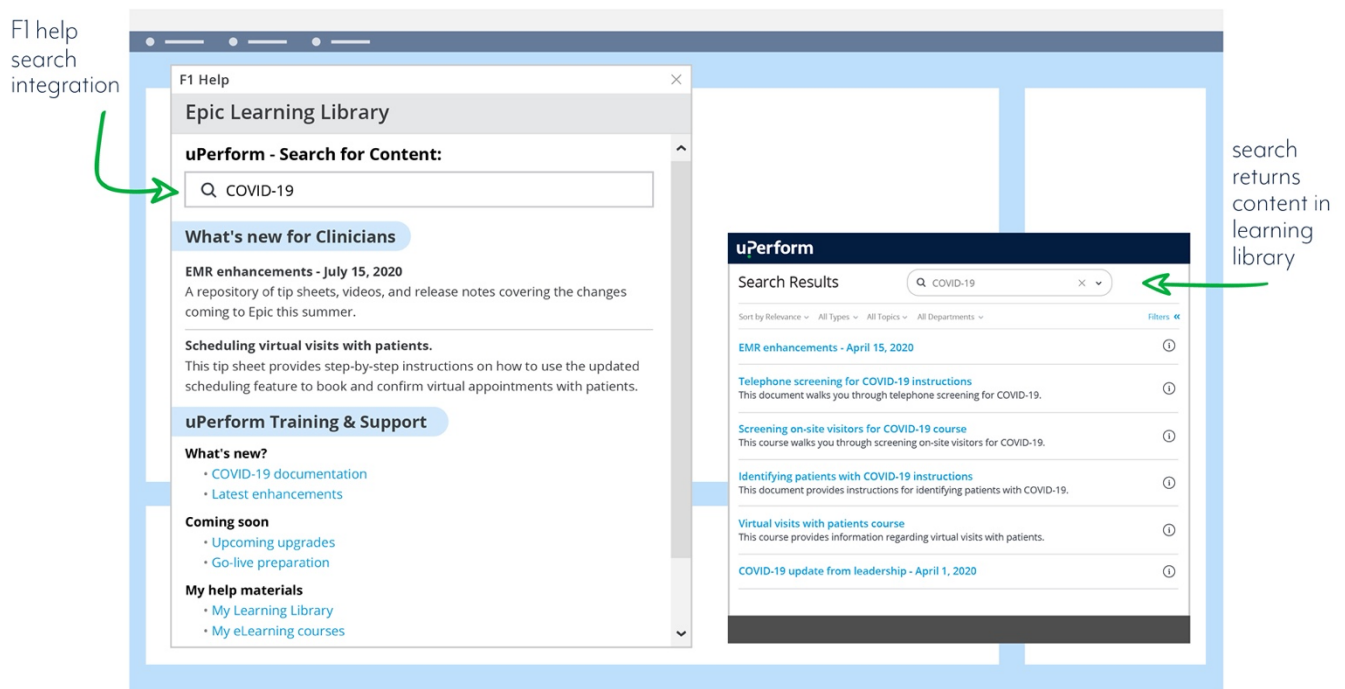 F1 help
search
integration
F1 Help
Epic Learning Library
uPerform - Search for Content:
COVID-19
What's new for Clinicians
EMR enhancements - July 15, 2020
A repository of tip sheets, videos, and release notes covering the changes
coming to Epic this summer.
Scheduling virtual visits with patients.
This tip sheet provides step-by-step instructions on how to use the updated
scheduling feature to book and confirm virtual appointments with patients.
uPerform Training & Support
What's new?
• COVID-19 documentation
• Latest enhancements
Coming soon
• Upcoming upgrades
• Go-live preparation
My help materials
• My Learning Library
• My eLearning courses
search
returns
content in
learning
library
uPerform
Search Results
COVID-19
Sort by Relevance All Types All Topics All Departments Filters
EMR enhancements - April 15, 2020
Telephone screening for COVID-19 instructions
This document walks you through telephone screening for COVID-19.
Screening on-site visitors for COVID-19 course
This course walks you through screening on-site visitors for COVID-19.
Identifying patients with COVID-19 instructions
This document provides instructions for identifying patients with COVID-19.
Virtual visits with patients course
This course provides information regarding virtual visits with patients.
COVID-19 update from leadership - April 1, 2020